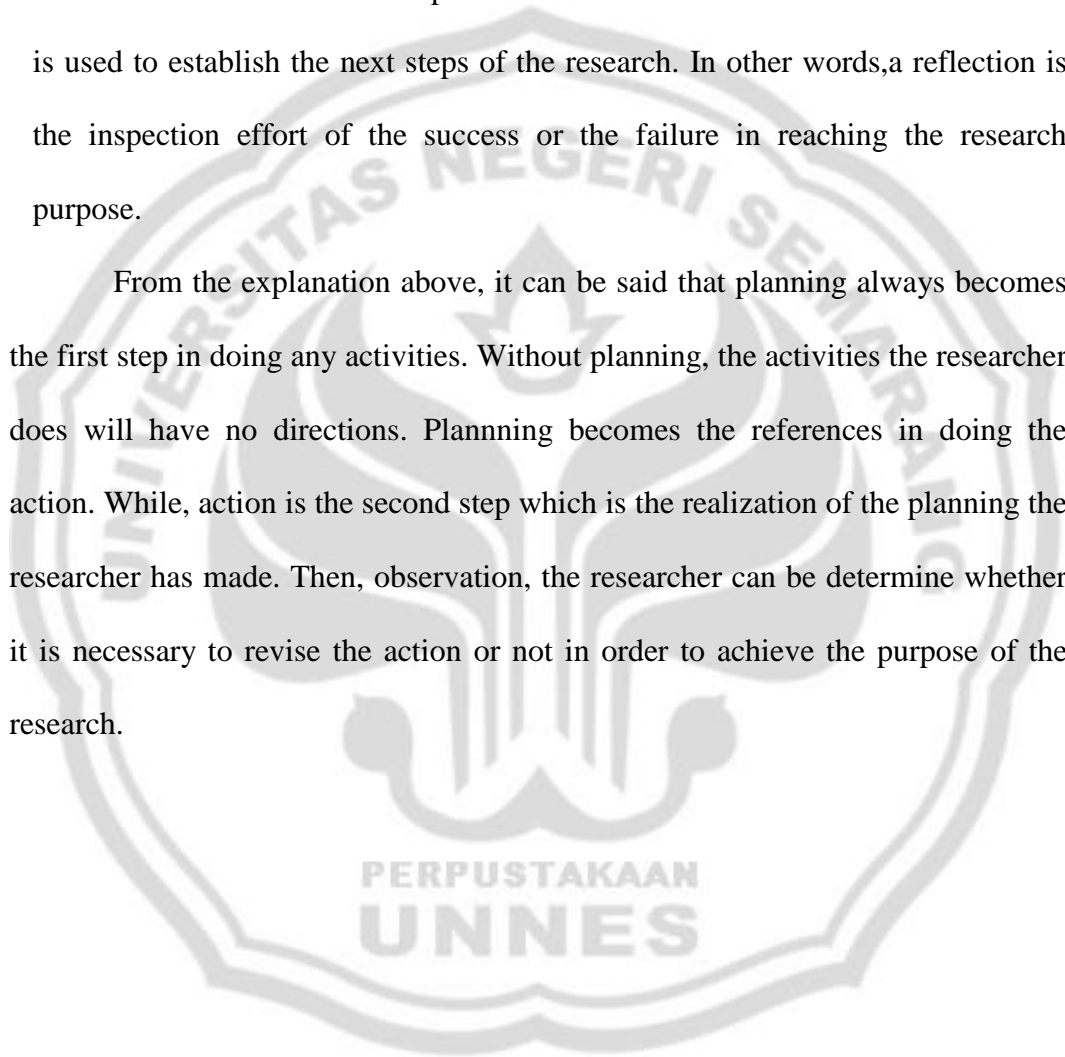 is used to establish the next steps of the research. In other words,a reflection is
the inspection effort of the success or the failure in reaching the research
purpose.
From the explanation above, it can be said that planning always becomes
the first step in doing any activities. Without planning, the activities the researcher
does will have no directions. Plannning becomes the references in doing the
action. While, action is the second step which is the realization of the planning the
researcher has made. Then, observation, the researcher can be determine whether
it is necessary to revise the action or not in order to achieve the purpose of the
research.
UNIVERSITAS NEGERI SEMARANG
PERPUSTAKAAN
UNNES